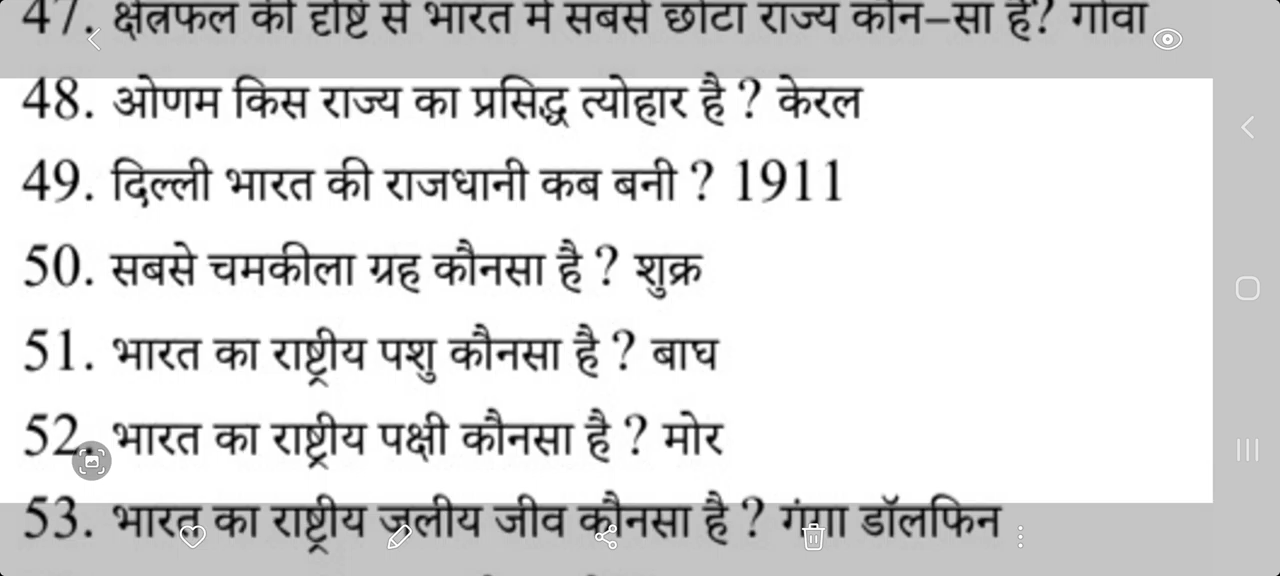 47. क्षेत्रफल की दृष्टि से भारत में सबसे छोटा राज्य कौन–सा है? गोवा
48. ओणम किस राज्य का प्रसिद्ध त्योहार है ? केरल
49. दिल्ली भारत की राजधानी कब बनी ? 1911
50. सबसे चमकीला ग्रह कौनसा है ? शुक्र
51. भारत का राष्ट्रीय पशु कौनसा है ? बाघ
52. भारत का राष्ट्रीय पक्षी कौनसा है ? मोर
53. भारत का राष्ट्रीय जलीय जीव कौनसा है ? गंगा डॉलफिन